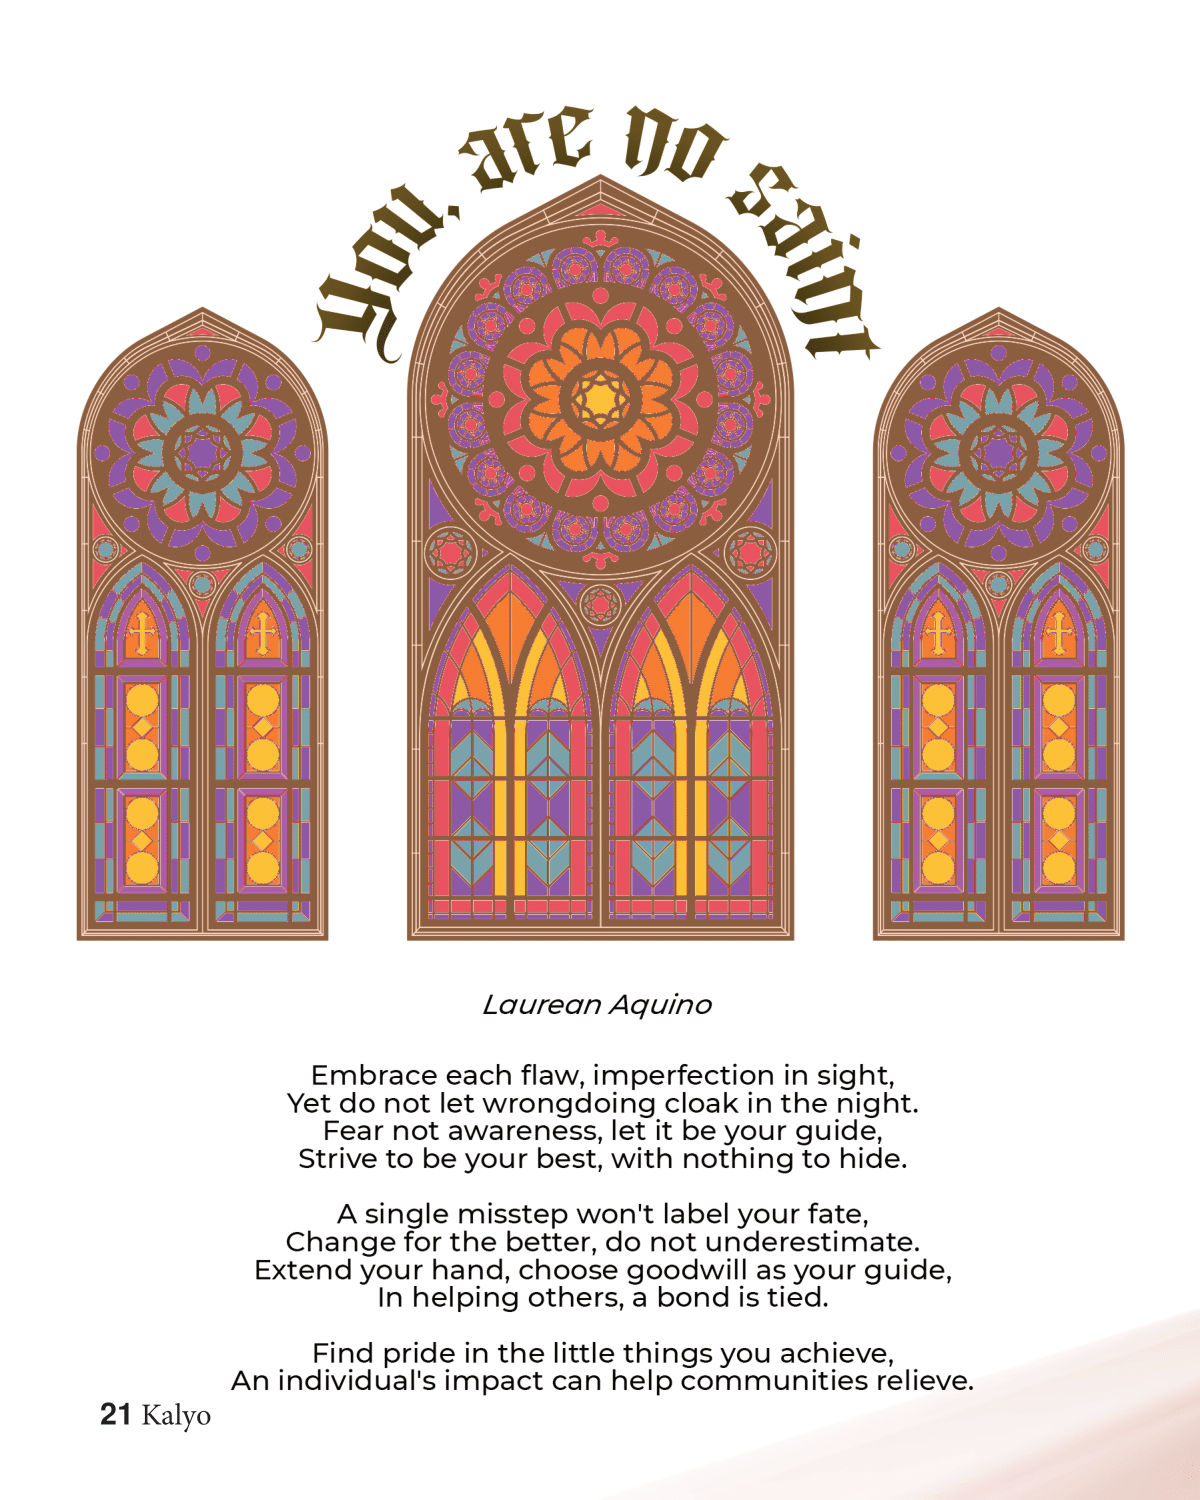 You, are no saint
Laurean Aquino
Embrace each flaw, imperfection in sight,
Yet do not let wrongdoing cloak in the night.
Fear not awareness, let it be your guide,
Strive to be your best, with nothing to hide.
A single misstep won't label your fate,
Change for the better, do not underestimate.
Extend your hand, choose goodwill as your guide,
In helping others, a bond is tied.
Find pride in the little things you achieve,
An individual's impact can help communities relieve.
21 Kalyo